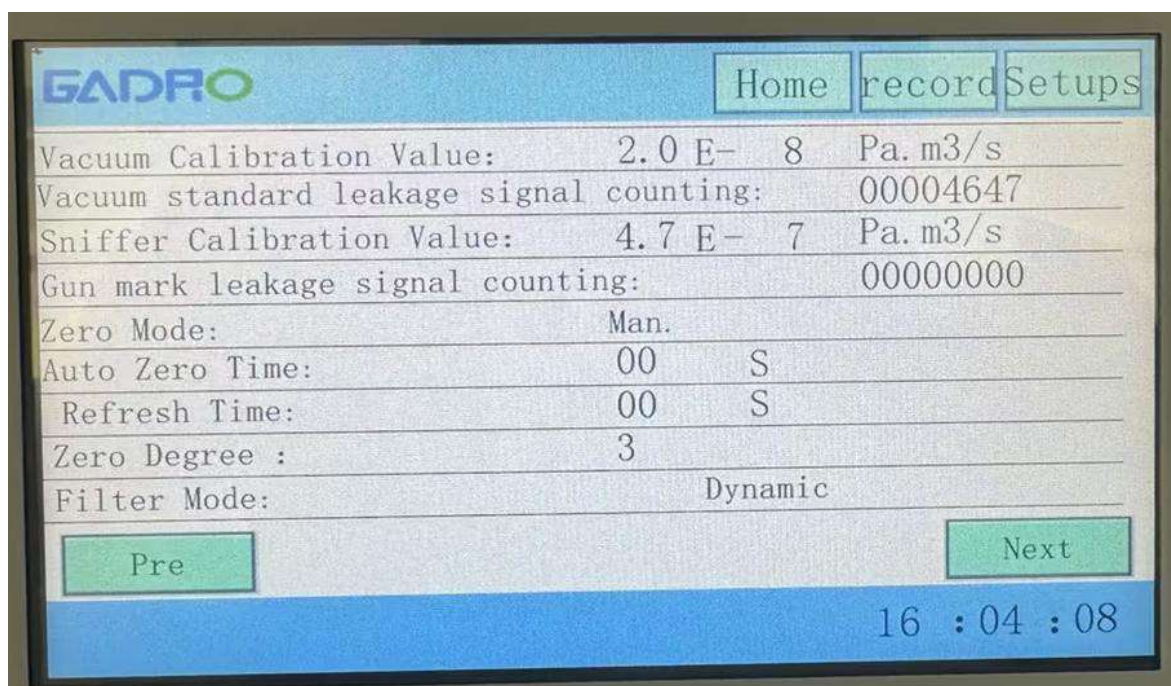 GADRO Home record Setups
Vacuum Calibration Value: 2.0 E- 8 Pa.m3/s
Vacuum standard leakage signal counting: 00004647
Sniffer Calibration Value: 4.7 E- 7 Pa.m3/s
Gun mark leakage signal counting: 00000000
Zero Mode: Man.
Auto Zero Time: 00 S
Refresh Time: 00 S
Zero Degree : 3
Filter Mode: Dynamic
Pre Next
16 :04 :08